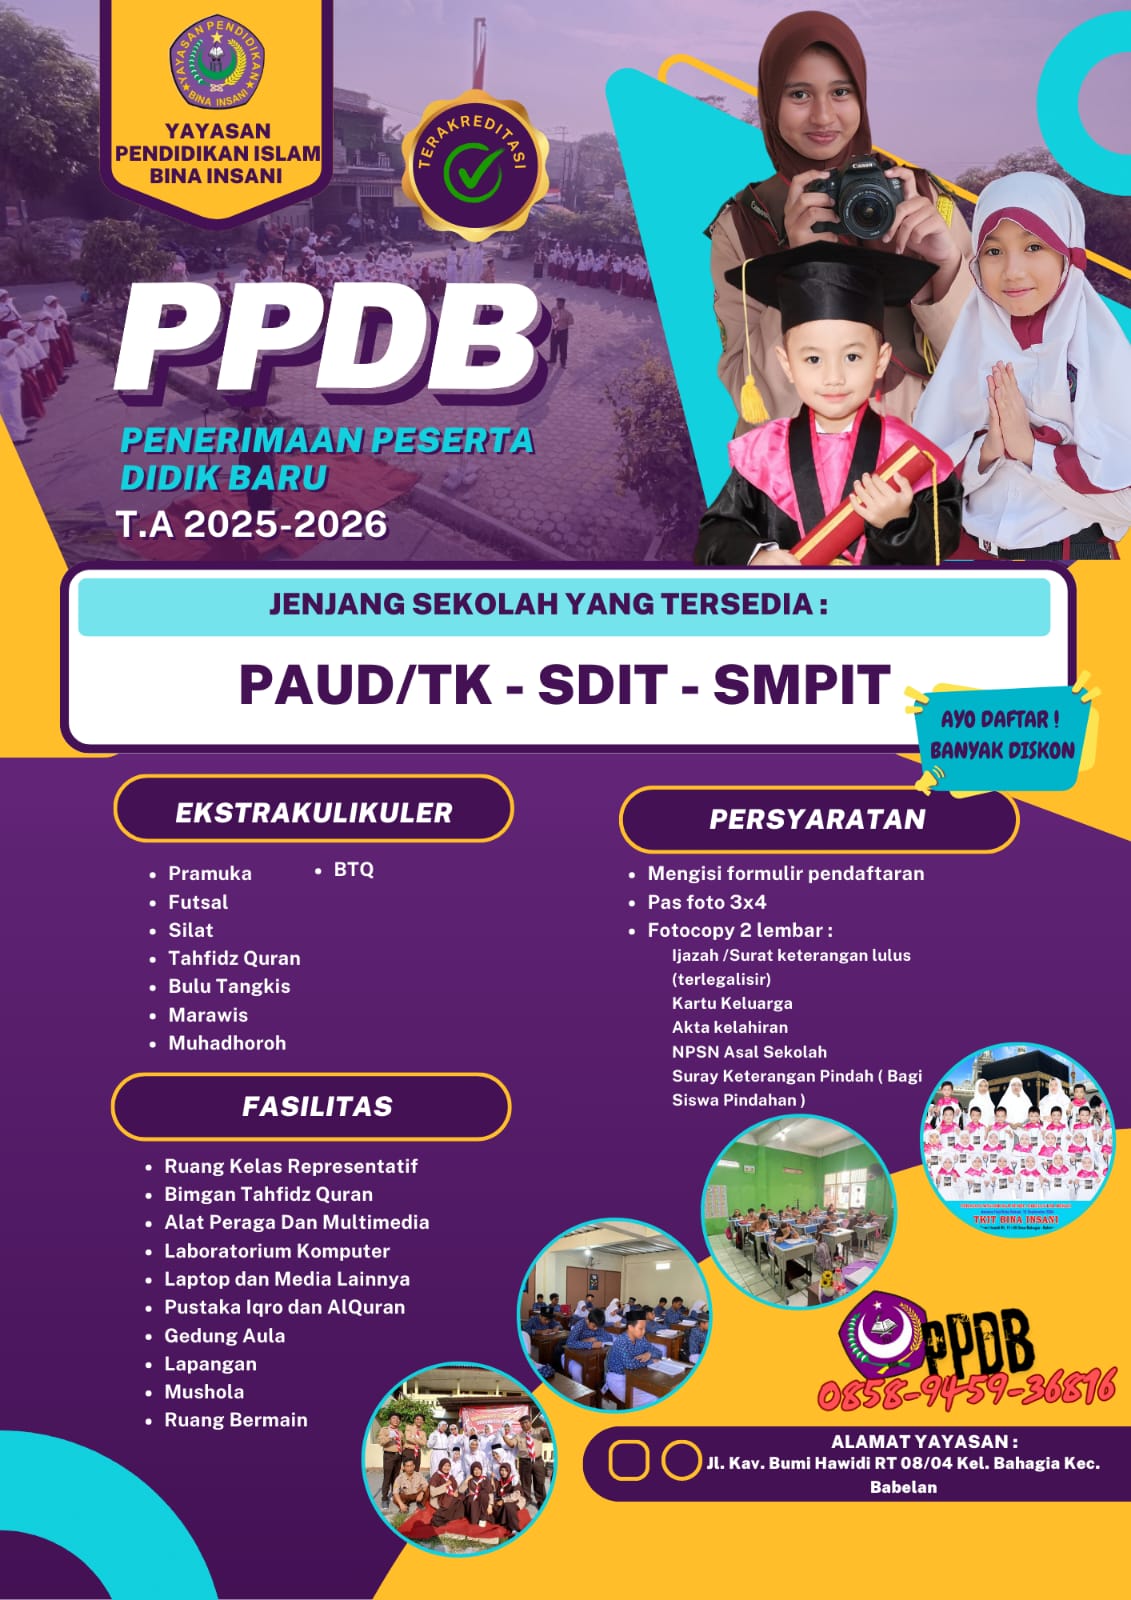 YAYASAN PENDIDIKAN
BINA INSANI
YAYASAN
PENDIDIKAN ISLAM
BINA INSANI
TERAKREDITASI
Canon
PPDB
PENERIMAAN PESERTA
DIDIK BARU
T.A 2025-2026
JENJANG SEKOLAH YANG TERSEDIA :
PAUD/TK - SDIT - SMPIT
AYO DAFTAR !
BANYAK DISKON
EKSTRAKULIKULER
• Pramuka
• Futsal
• Silat
• Tahfidz Quran
• Bulu Tangkis
• Marawis
• Muhadhoroh
• BTQ
FASILITAS
• Ruang Kelas Representatif
• Bimgan Tahfidz Quran
• Alat Peraga Dan Multimedia
• Laboratorium Komputer
• Laptop dan Media Lainnya
• Pustaka Iqro dan AlQuran
• Gedung Aula
• Lapangan
• Mushola
• Ruang Bermain
PERSYARATAN
• Mengisi formulir pendaftaran
• Pas foto 3x4
• Fotocopy 2 lembar :
Ijazah /Surat keterangan lulus
(terlegalisir)
Kartu Keluarga
Akta kelahiran
NPSN Asal Sekolah
Suray Keterangan Pindah ( Bagi
Siswa Pindahan )
TKIT BINA INSANI
PPDB
0858-9459-36816
ALAMAT YAYASAN :
Jl. Kav. Bumi Hawidi RT 08/04 Kel. Bahagia Kec.
Babelan